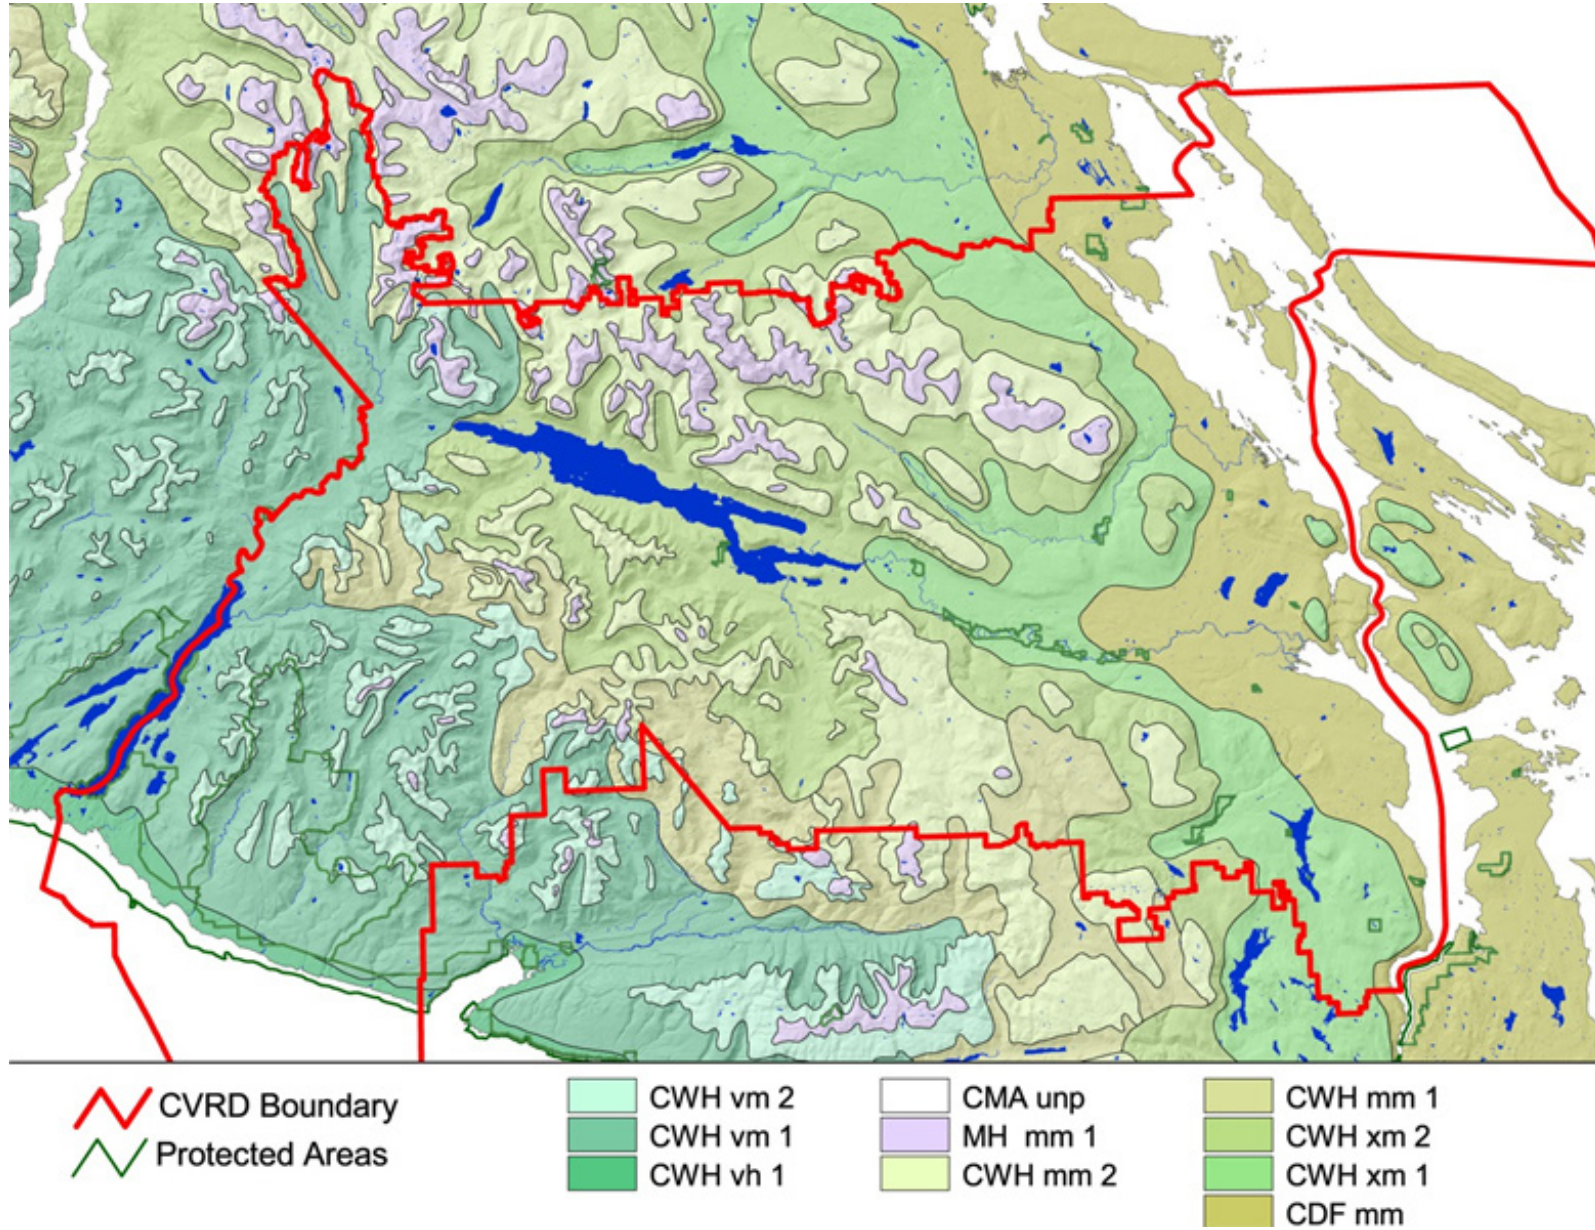 CVRD Boundary
Protected Areas
CWH vm 2
CWH vm 1
CWH vh 1
CMA unp
MH mm 1
CWH mm 2
CWH mm 1
CWH xm 2
CWH xm 1
CDF mm